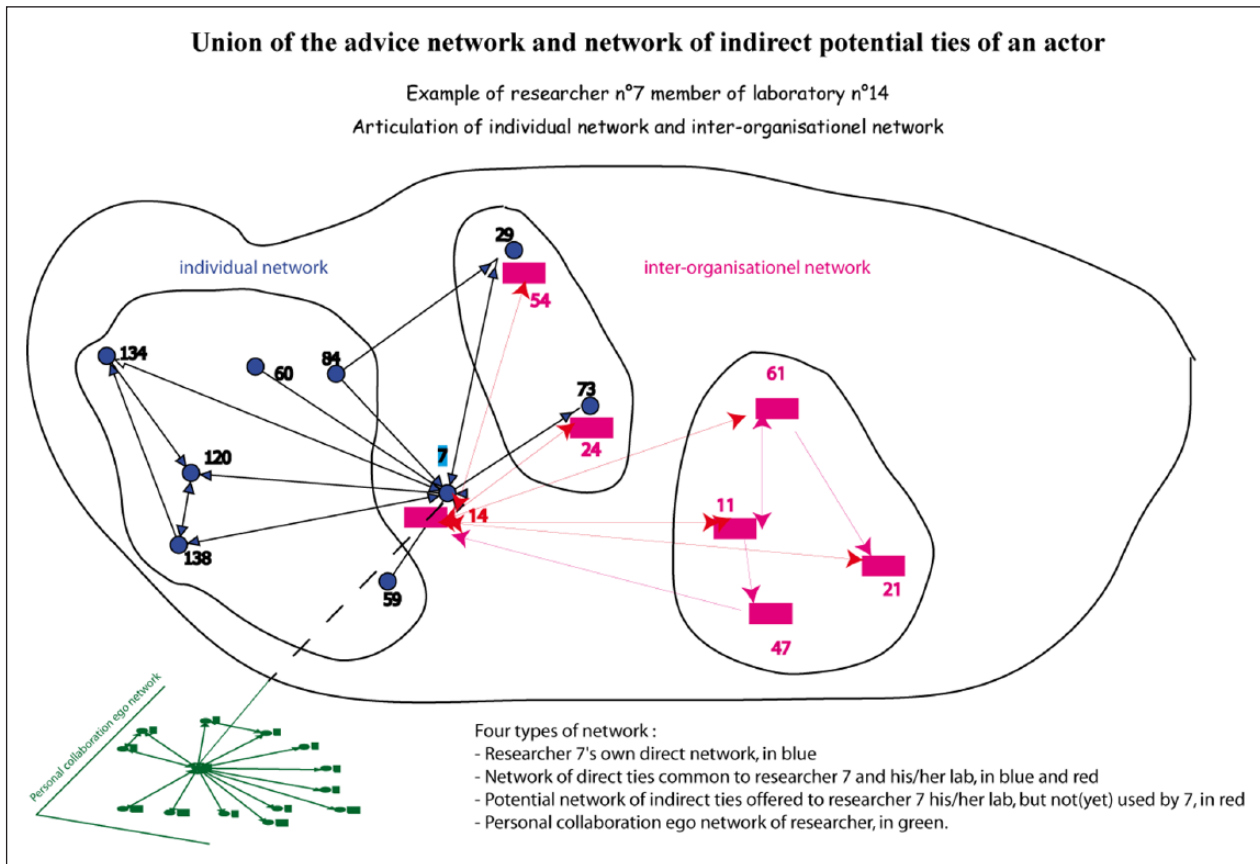 Union of the advice network and network of indirect potential ties of an actor
Example of researcher n°7 member of laboratory n°14
Articulation of individual network and inter-organisationel network
29
individual network
inter-organisationel network
54
134
60
84
73
61
24
7
120
14
11
138
59
21
47
Personal collaboration ego network
Four types of network :
- Researcher 7's own direct network, in blue
- Network of direct ties common to researcher 7 and his/her lab, in blue and red
- Potential network of indirect ties offered to researcher 7 his/her lab, but not(yet) used by 7, in red
- Personal collaboration ego network of researcher, in green.